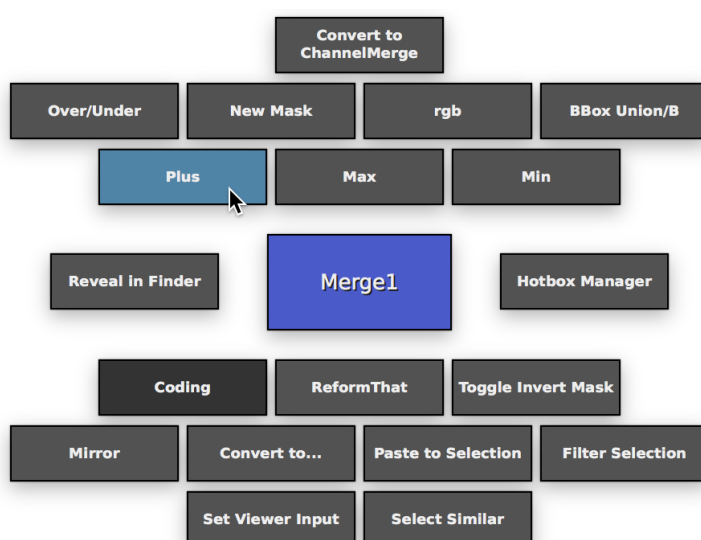 Convert to
ChannelMerge
Over/Under
New Mask
rgb
BBox Union/B
Plus
Max
Min
Reveal in Finder
Merge1
Hotbox Manager
Coding
ReformThat
Toggle Invert Mask
Mirror
Convert to...
Paste to Selection
Filter Selection
Set Viewer Input
Select Similar